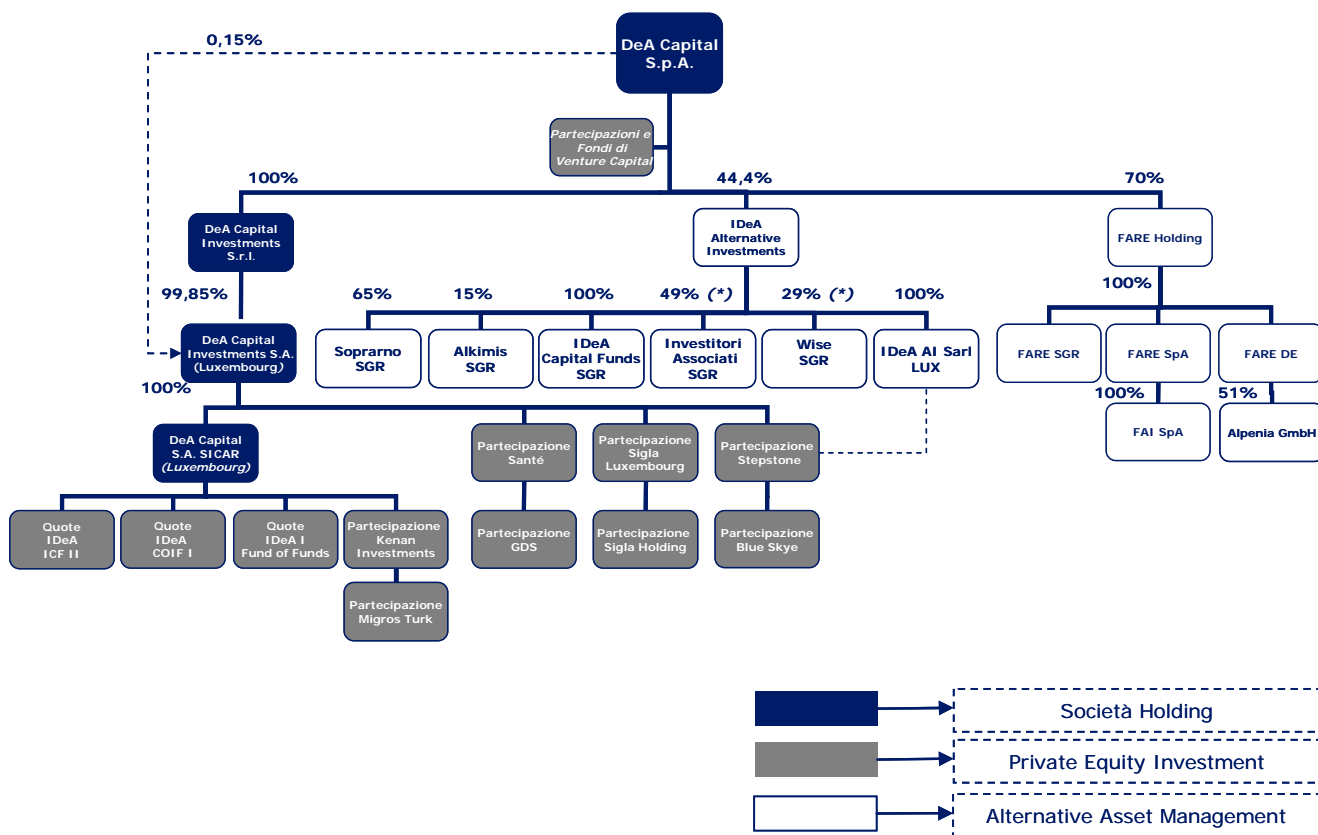 0,15%
DeA Capital
S.p.A.
Partecipazioni e
Fondi di
Venture Capital
100%
44,4%
70%
DeA Capital
Investments
S.r.l.
IDeA
Alternative
Investments
FARE Holding
99,85%
65%
15%
100%
49% (*)
29% (*)
100%
100%
DeA Capital
Investments S.A.
(Luxembourg)
Soprarno
SGR
Alkimis
SGR
IDeA
Capital Funds
SGR
Investitori
Associati
SGR
Wise
SGR
IDeA AI Sarl
LUX
FARE SGR
FARE SpA
FARE DE
100%
100%
51%
DeA Capital
S.A. SICAR
(Luxembourg)
Partecipazione
Santé
Partecipazione
Sigla
Luxembourg
Partecipazione
Stepstone
FAI SpA
Alpenia GmbH
Quote
IDeA
ICF II
Quote
IDeA
COIF I
Quote
IDeA I
Fund of Funds
Partecipazione
Kenan
Investments
Partecipazione
GDS
Partecipazione
Sigla Holding
Partecipazione
Blue Skye
Partecipazione
Migros Turk
Società Holding
Private Equity Investment
Alternative Asset Management